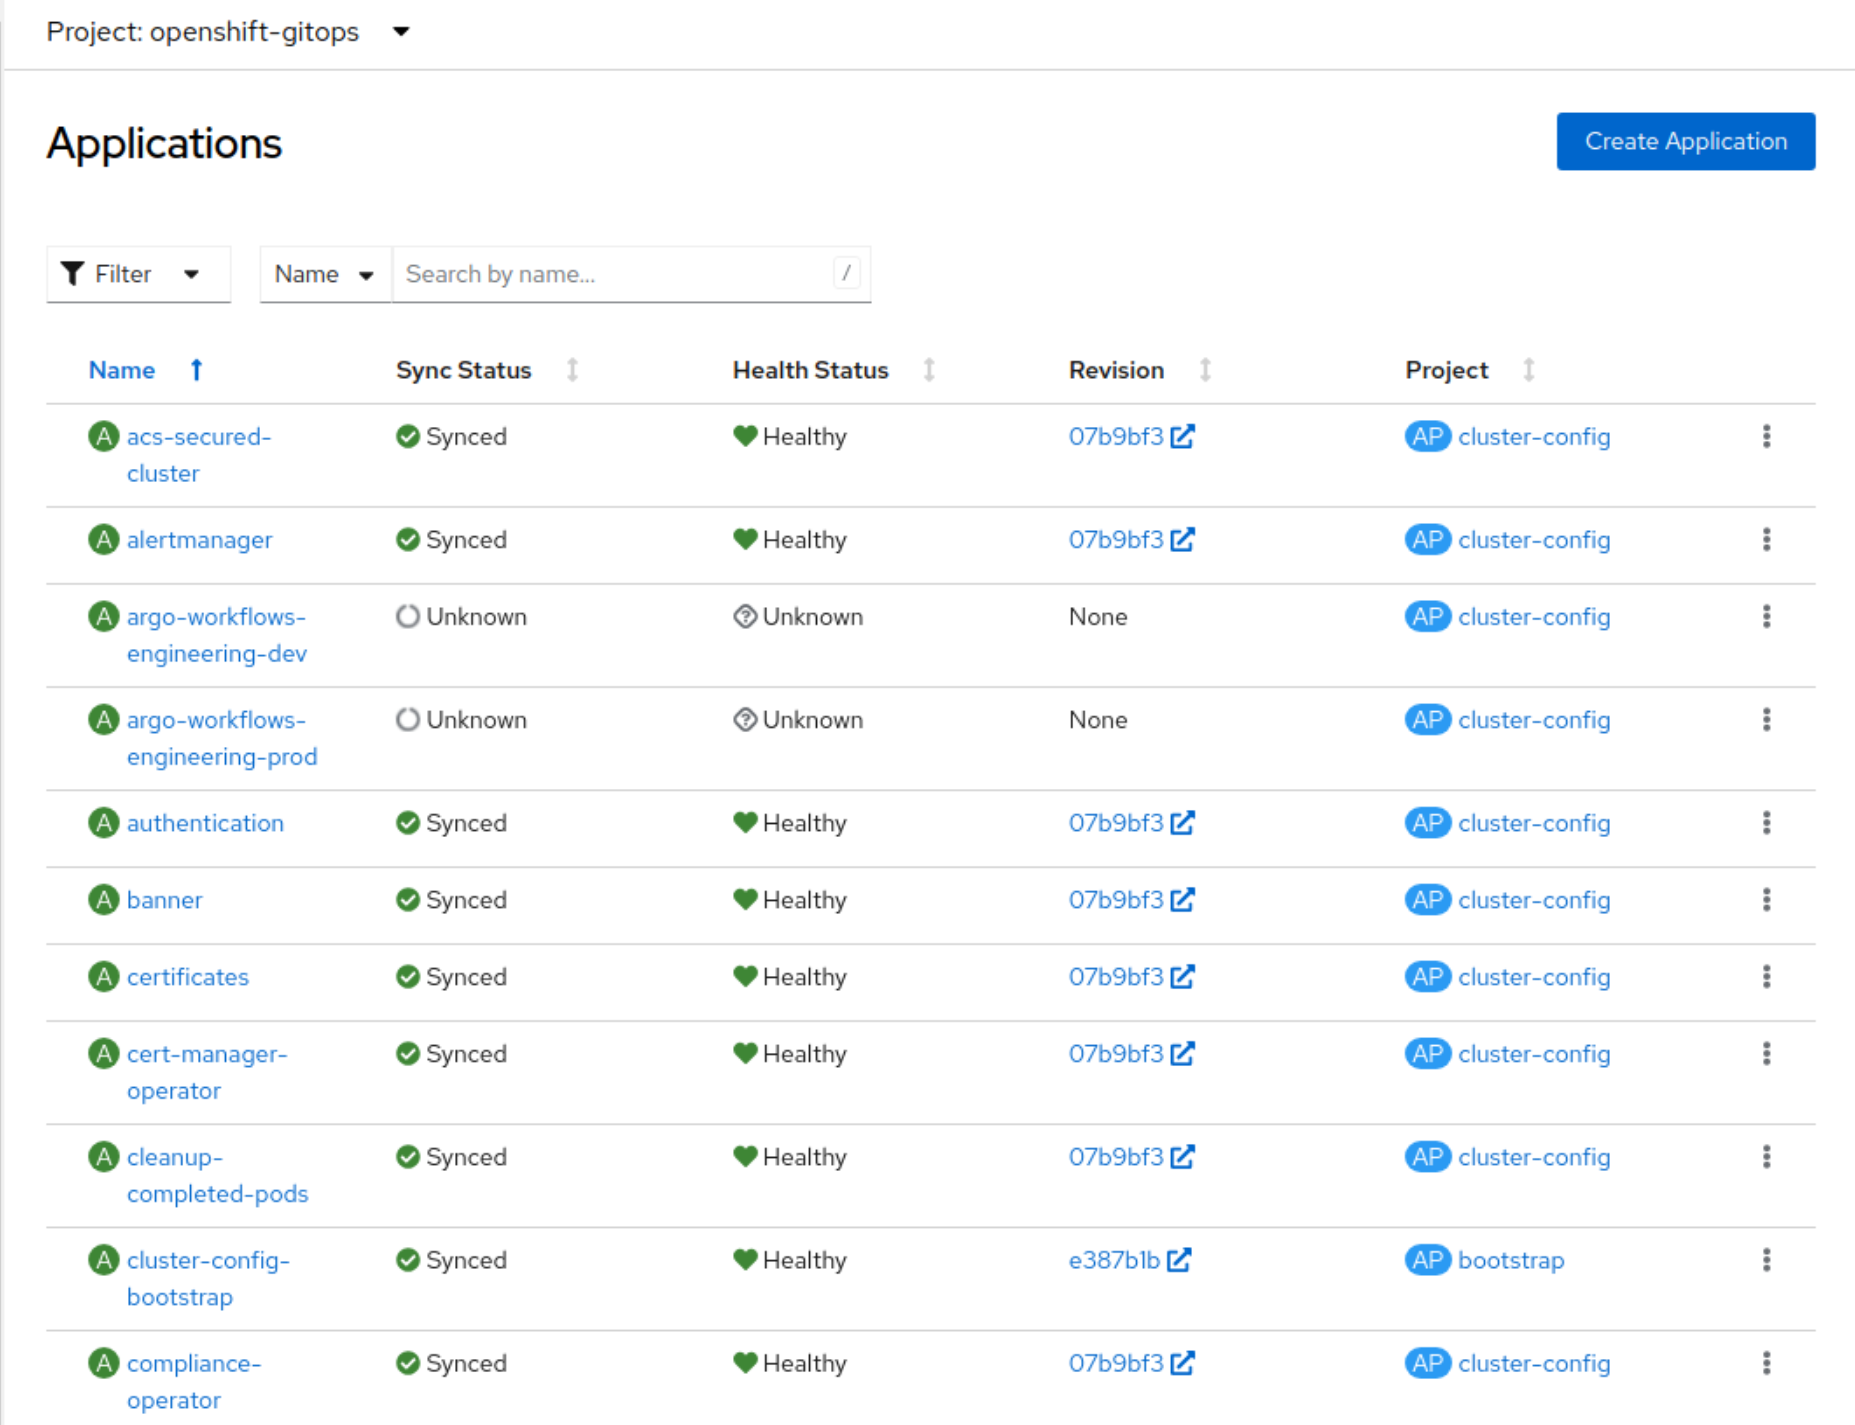 Project: openshift-gitops
Applications
Create Application
Filter
Name
Search by name...
/
Name Sync Status Health Status Revision Project
A acs-secured- Synced Healthy 07b9bf3 AP cluster-config
cluster
A alertmanager Synced Healthy 07b9bf3 AP cluster-config
A argo-workflows- Unknown Unknown None AP cluster-config
engineering-dev
A argo-workflows- Unknown Unknown None AP cluster-config
engineering-prod
A authentication Synced Healthy 07b9bf3 AP cluster-config
A banner Synced Healthy 07b9bf3 AP cluster-config
A certificates Synced Healthy 07b9bf3 AP cluster-config
A cert-manager- Synced Healthy 07b9bf3 AP cluster-config
operator
A cleanup- Synced Healthy 07b9bf3 AP cluster-config
completed-pods
A cluster-config- Synced Healthy e387b1b AP bootstrap
bootstrap
A compliance- Synced Healthy 07b9bf3 AP cluster-config
operator